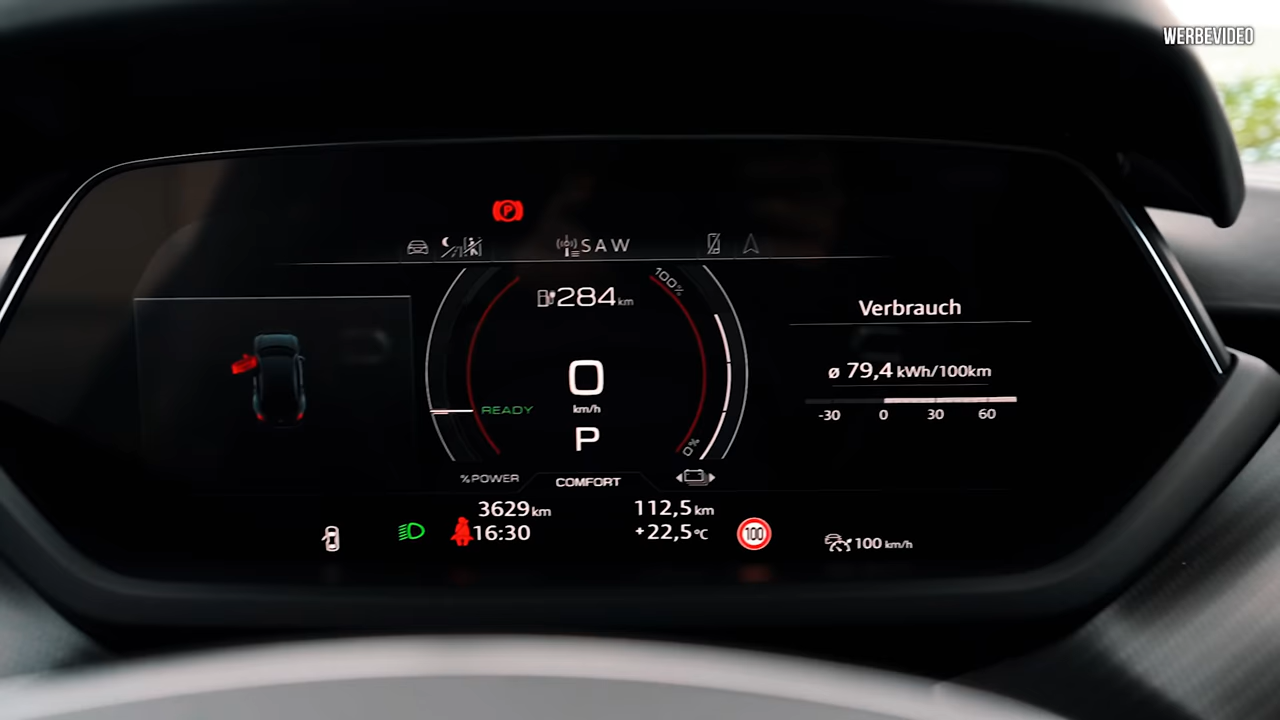 WERBEVIDEO
P
SAW
284 km
100%
Verbrauch
0
km/h
ø 79,4 kWh/100km
READY
-30 0 30 60
P
0%
%POWER
COMFORT
3629 km
112,5 km
16:30
+22,5 °C
100
100 km/h